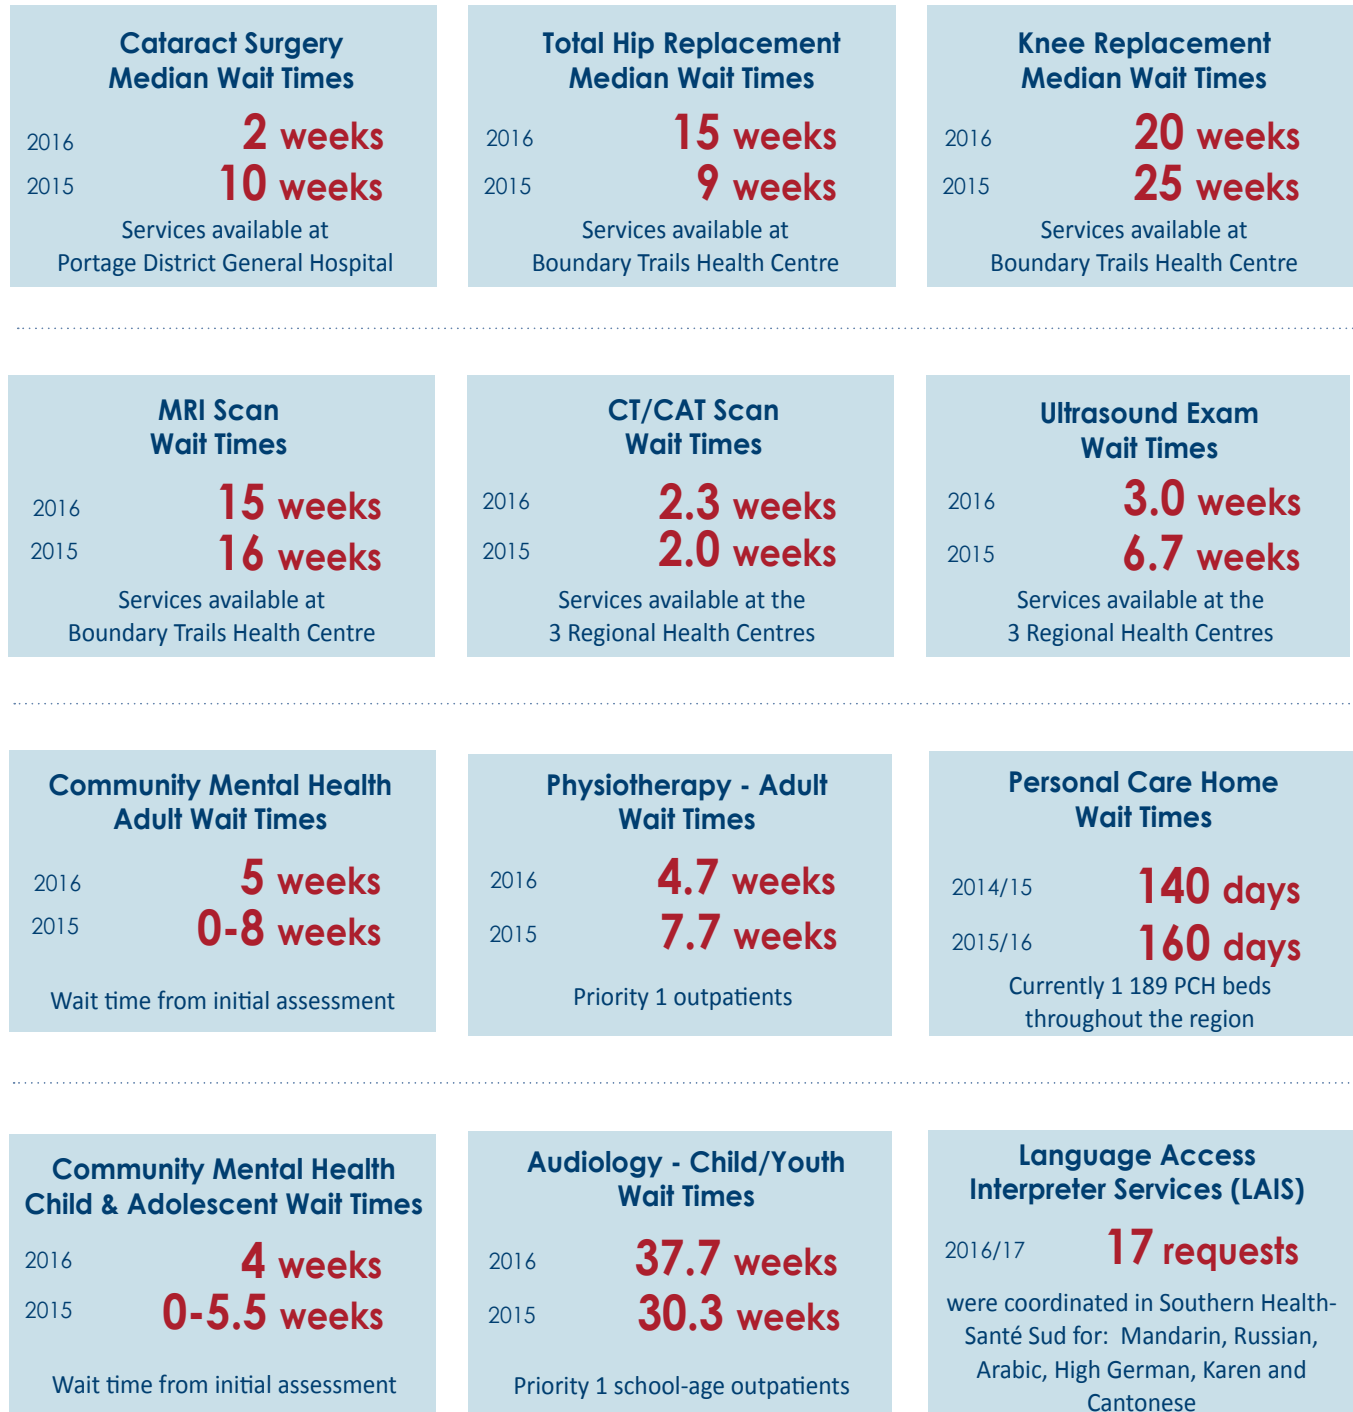 Cataract Surgery
Median Wait Times
2016 2 weeks
2015 10 weeks
Services available at
Portage District General Hospital
Total Hip Replacement
Median Wait Times
2016 15 weeks
2015 9 weeks
Services available at
Boundary Trails Health Centre
Knee Replacement
Median Wait Times
2016 20 weeks
2015 25 weeks
Services available at
Boundary Trails Health Centre
MRI Scan
Wait Times
2016 15 weeks
2015 16 weeks
Services available at
Boundary Trails Health Centre
CT/CAT Scan
Wait Times
2016 2.3 weeks
2015 2.0 weeks
Services available at the
3 Regional Health Centres
Ultrasound Exam
Wait Times
2016 3.0 weeks
2015 6.7 weeks
Services available at the
3 Regional Health Centres
Community Mental Health
Adult Wait Times
2016 5 weeks
2015 0-8 weeks
Wait time from initial assessment
Physiotherapy - Adult
Wait Times
2016 4.7 weeks
2015 7.7 weeks
Priority 1 outpatients
Personal Care Home
Wait Times
2014/15 140 days
2015/16 160 days
Currently 1 189 PCH beds
throughout the region
Community Mental Health
Child & Adolescent Wait Times
2016 4 weeks
2015 0-5.5 weeks
Wait time from initial assessment
Audiology - Child/Youth
Wait Times
2016 37.7 weeks
2015 30.3 weeks
Priority 1 school-age outpatients
Language Access
Interpreter Services (LAIS)
2016/17 17 requests
were coordinated in Southern Health-
Santé Sud for: Mandarin, Russian,
Arabic, High German, Karen and
Cantonese